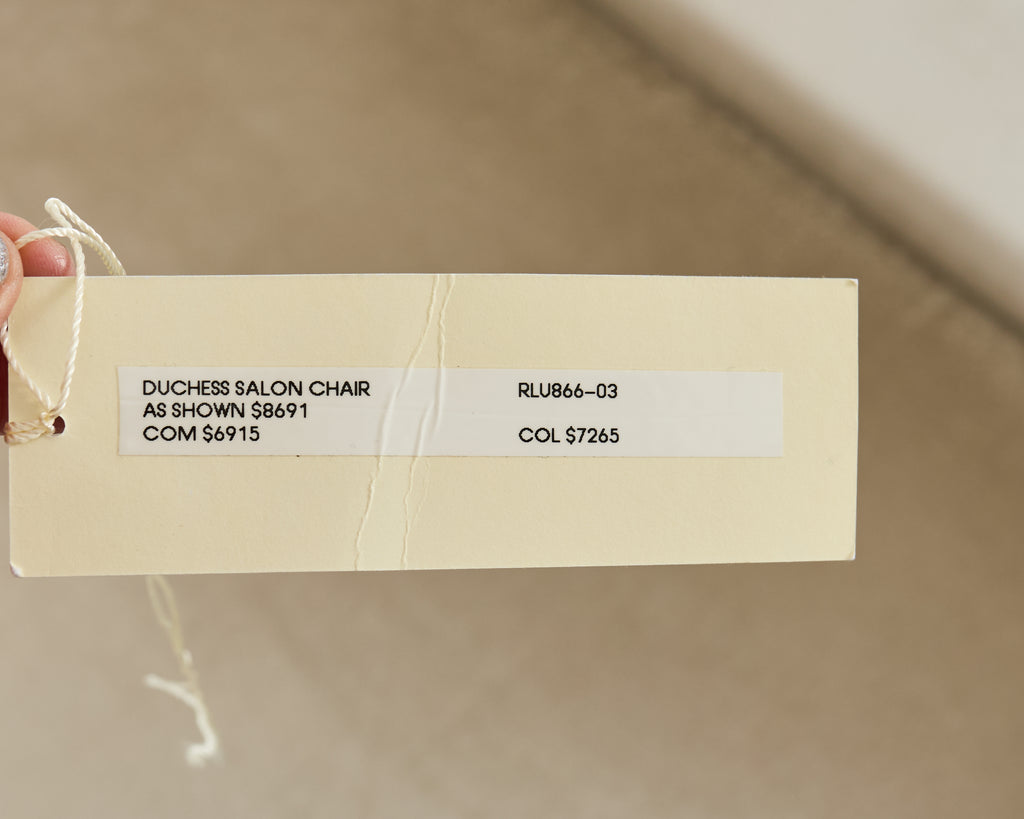 DUCHESS SALON CHAIR RLU866-03
AS SHOWN $8691
COM $6915 COL $7265